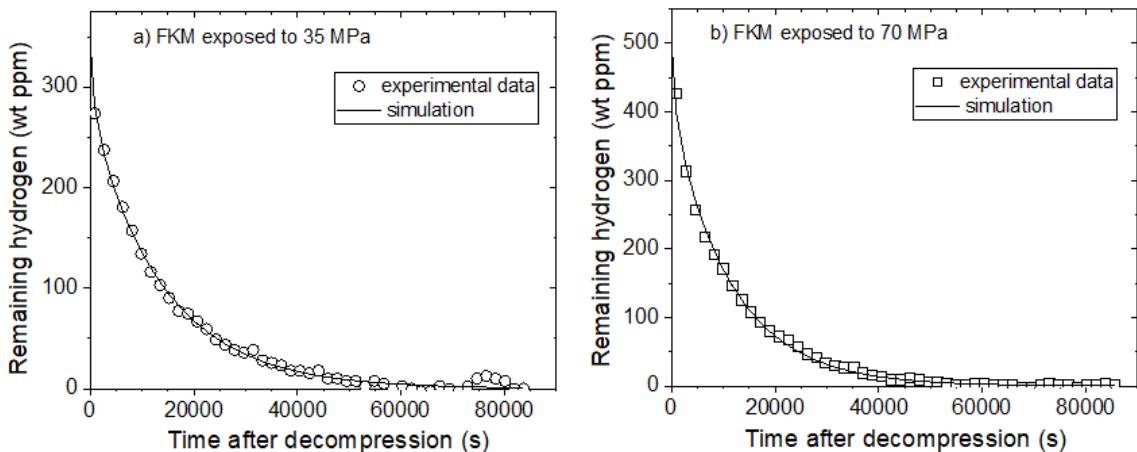 a) FKM exposed to 35 MPa
experimental data
simulation
Remaining hydrogen (wt ppm)
300
200
100
0
0 20000 40000 60000 80000
Time after decompression (s)
b) FKM exposed to 70 MPa
experimental data
simulation
Remaining hydrogen (wt ppm)
500
400
300
200
100
0
0 20000 40000 60000 80000
Time after decompression (s)